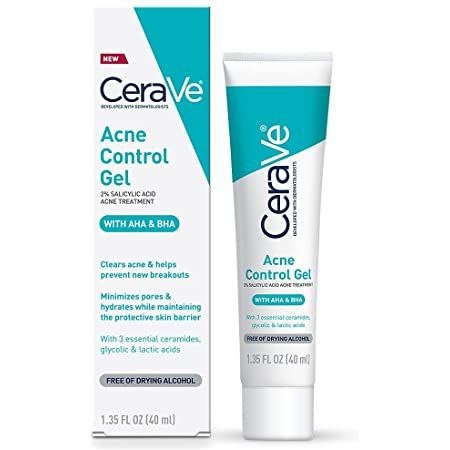 NEW
CeraVe®
DEVELOPED WITH DERMATOLOGISTS
Acne
Control
Gel
2% SALICYLIC ACID
ACNE TREATMENT
WITH AHA & BHA
Clears acne & helps
prevent new breakouts
Minimizes pores &
hydrates while maintaining
the protective skin barrier
With 3 essential ceramides,
glycolic & lactic acids
FREE OF DRYING ALCOHOL
1.35 FL OZ (40 ml)
CeraVe®
DEVELOPED WITH DERMATOLOGISTS
Acne
Control Gel
2% SALICYLIC ACID ACNE TREATMENT
WITH AHA & BHA
With 3 essential ceramides,
glycolic & lactic acids
FREE OF DRYING ALCOHOL
1.35 FL OZ (40 ml)